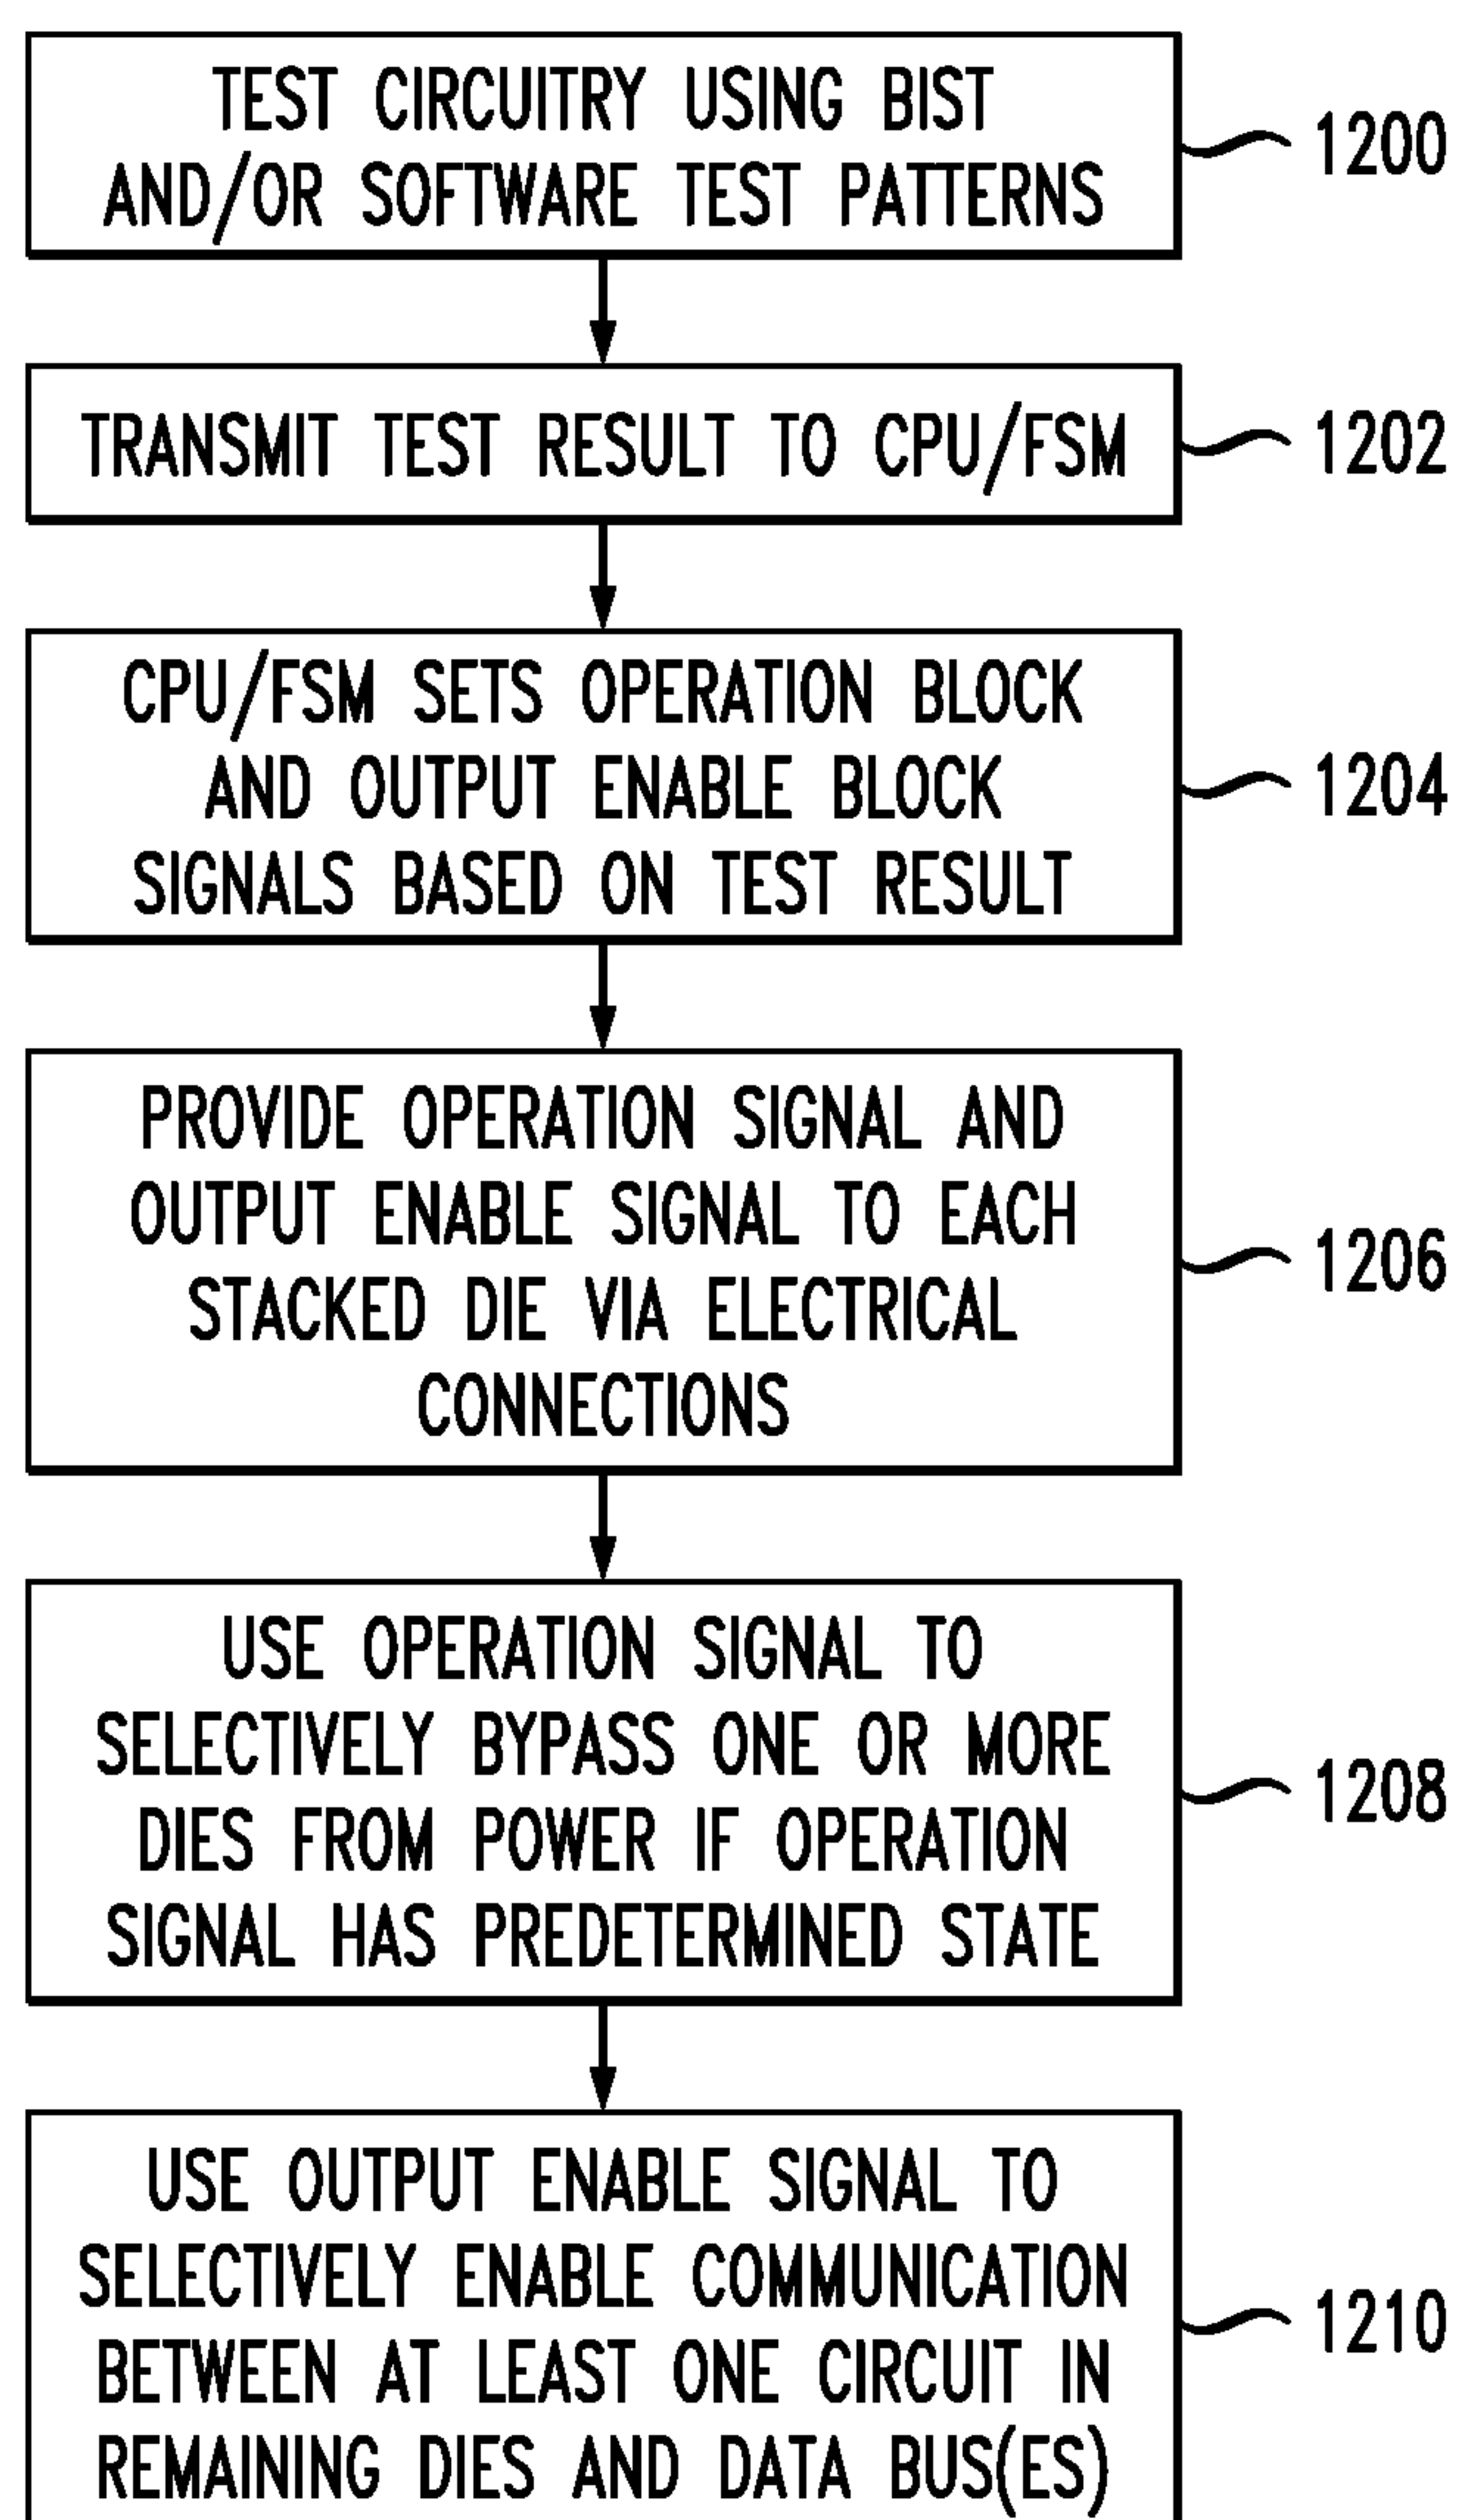 TEST CIRCUITRY USING BIST
AND/OR SOFTWARE TEST PATTERNS
1200
TRANSMIT TEST RESULT TO CPU/FSM
1202
CPU/FSM SETS OPERATION BLOCK
AND OUTPUT ENABLE BLOCK
SIGNALS BASED ON TEST RESULT
1204
PROVIDE OPERATION SIGNAL AND
OUTPUT ENABLE SIGNAL TO EACH
STACKED DIE VIA ELECTRICAL
CONNECTIONS
1206
USE OPERATION SIGNAL TO
SELECTIVELY BYPASS ONE OR MORE
DIES FROM POWER IF OPERATION
SIGNAL HAS PREDETERMINED STATE
1208
USE OUTPUT ENABLE SIGNAL TO
SELECTIVELY ENABLE COMMUNICATION
BETWEEN AT LEAST ONE CIRCUIT IN
REMAINING DIES AND DATA BUS(ES)
1210